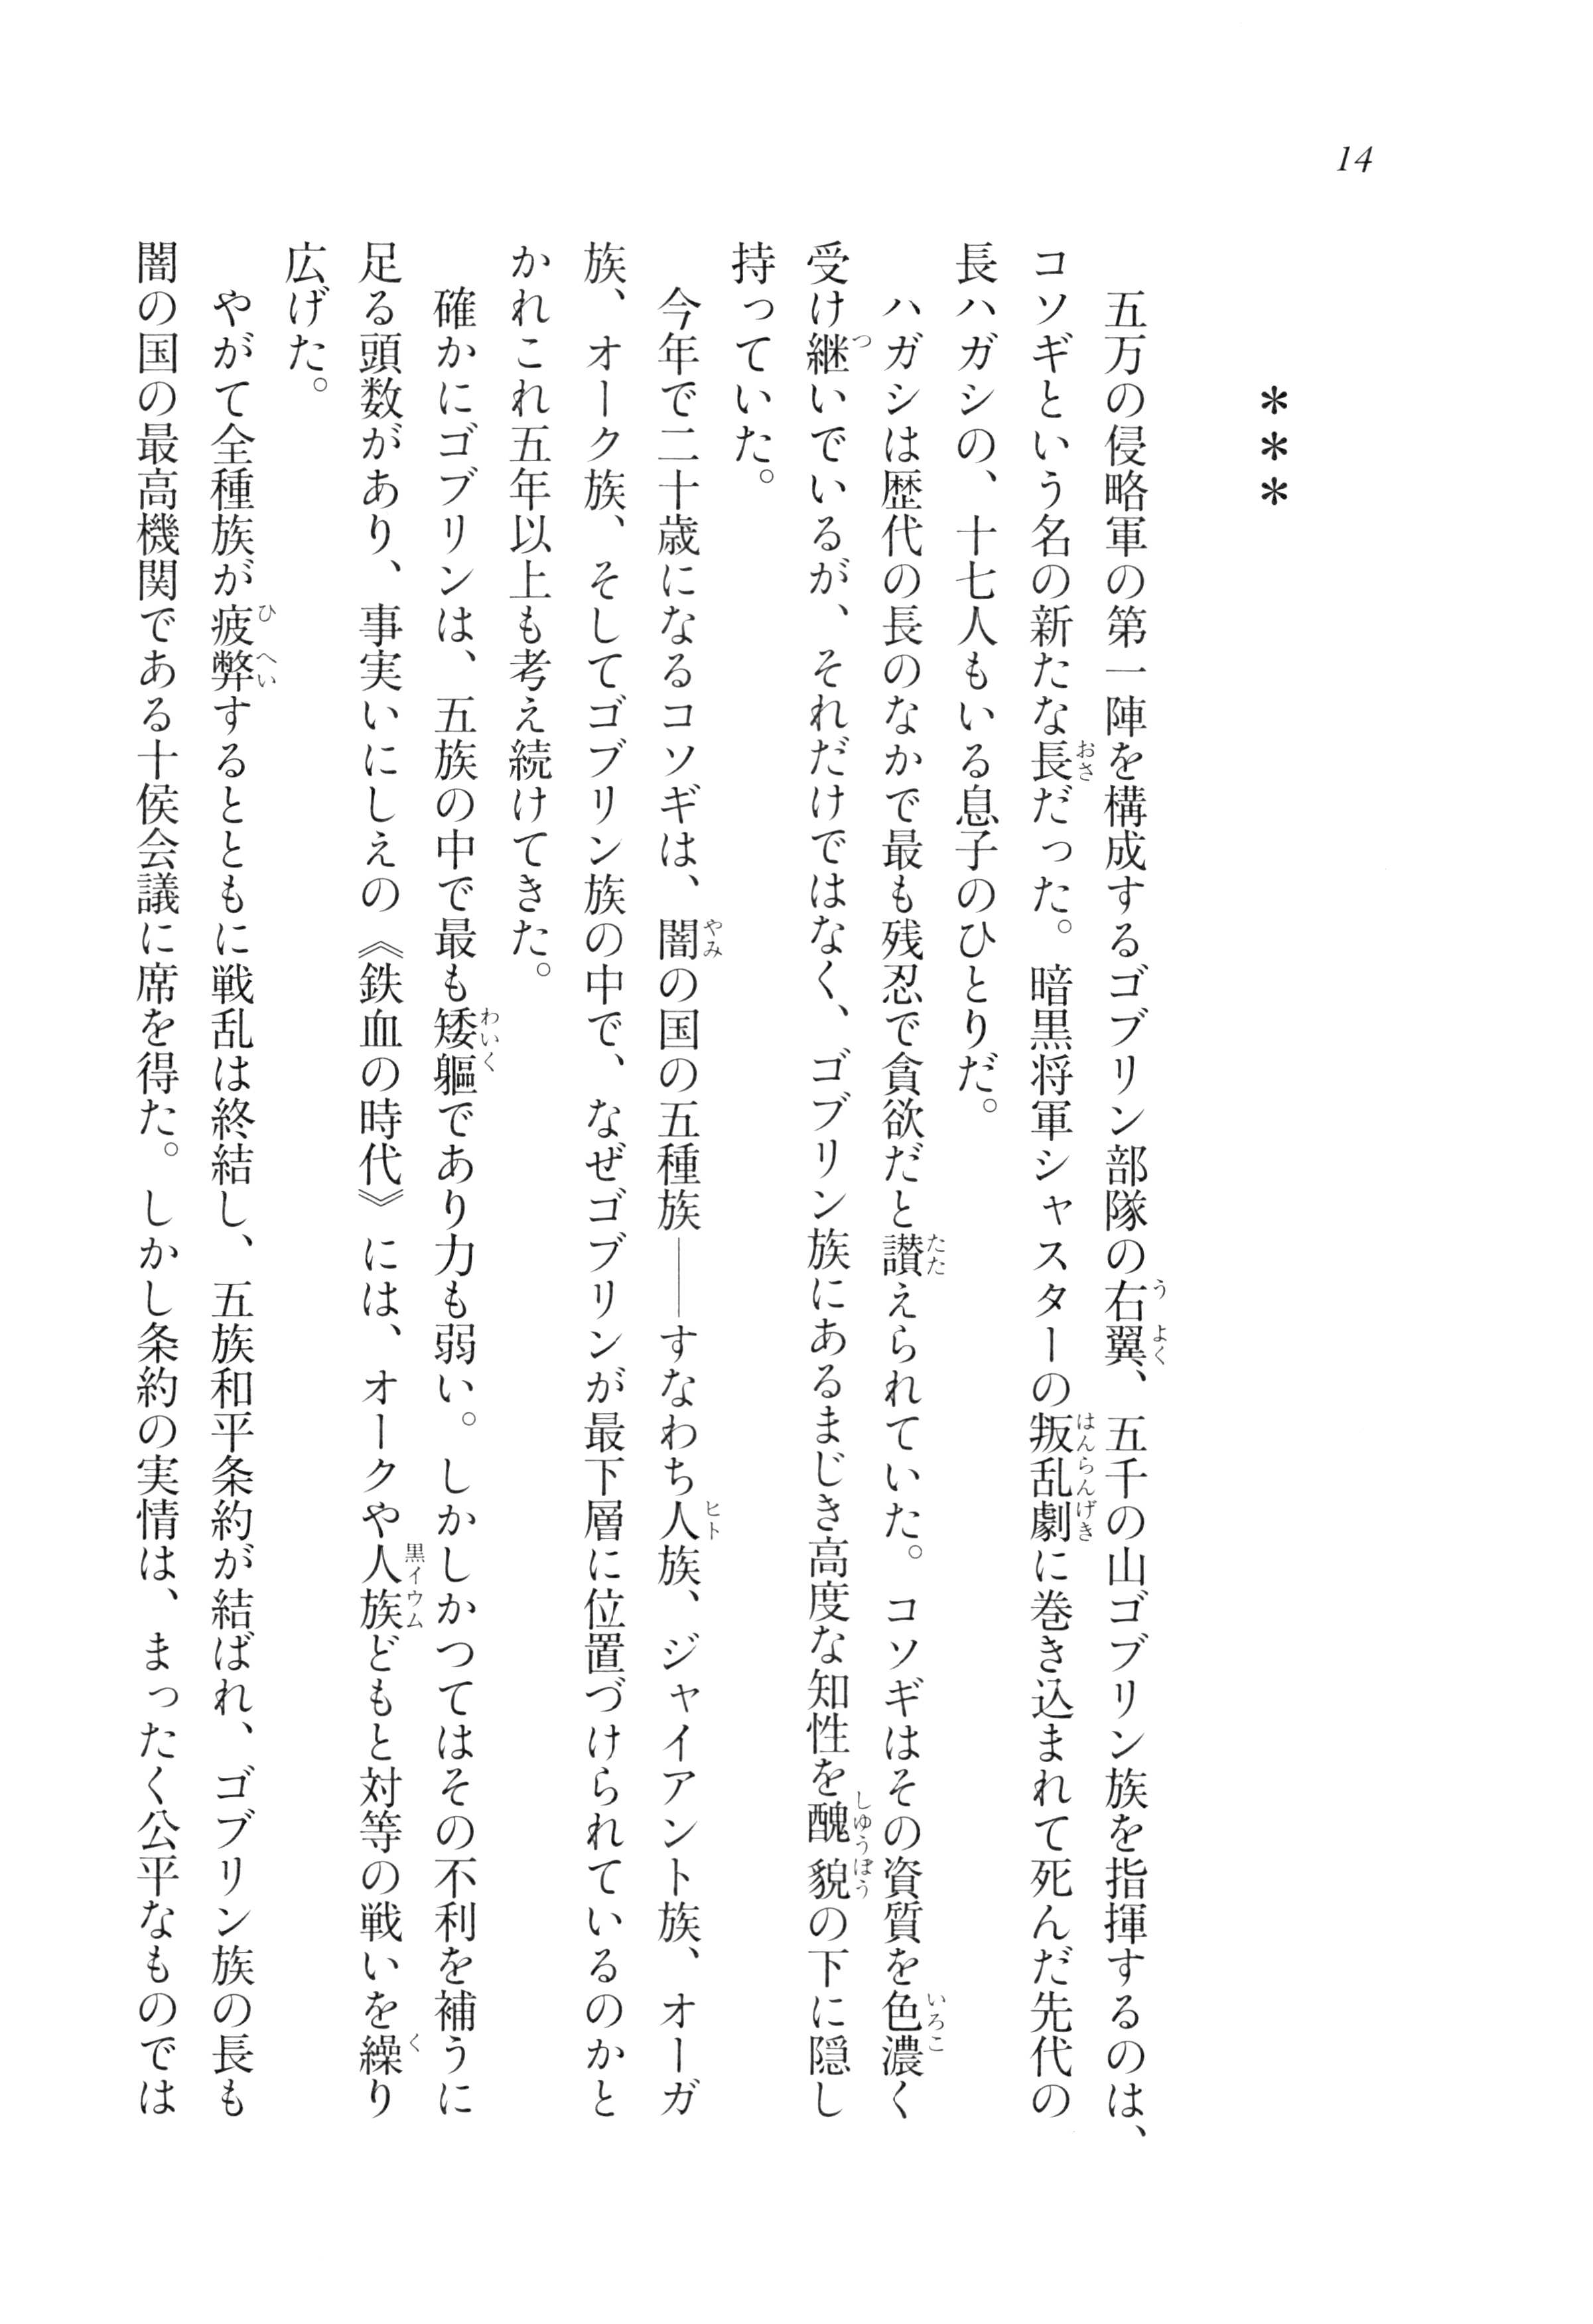 14
＊＊＊
　五万の侵略軍の第一陣を構成するゴブリン部隊の右翼、五千の山ゴブリン族を指揮するのは、
コソギという名の新たな長だった。暗黒将軍シャスターの叛乱劇に巻き込まれて死んだ先代の
長ハガシの、十七人もいる息子のひとりだ。
　ハガシは歴代の長のなかで最も残忍で貪欲だと讃えられていた。コソギはその資質を色濃く
受け継いでいるが、それだけではなく、ゴブリン族にあるまじき高度な知性を醜貌の下に隠し
持っていた。
　今年で二十歳になるコソギは、闇の国の五種族――すなわち人族、ジャイアント族、オーガ
族、オーク族、そしてゴブリン族の中で、なぜゴブリンが最下層に位置づけられているのかと
かれこれ五年以上も考え続けてきた。
　確かにゴブリンは、五族の中で最も矮軀であり力も弱い。しかしかつてはその不利を補うに
足る頭数があり、事実いにしえの《鉄血の時代》には、オークや人族どもと対等の戦いを繰り
広げた。
　やがて全種族が疲弊するとともに戦乱は終結し、五族和平条約が結ばれ、ゴブリン族の長も
闇の国の最高機関である十侯会議に席を得た。しかし条約の実情は、まったく公平なものでは